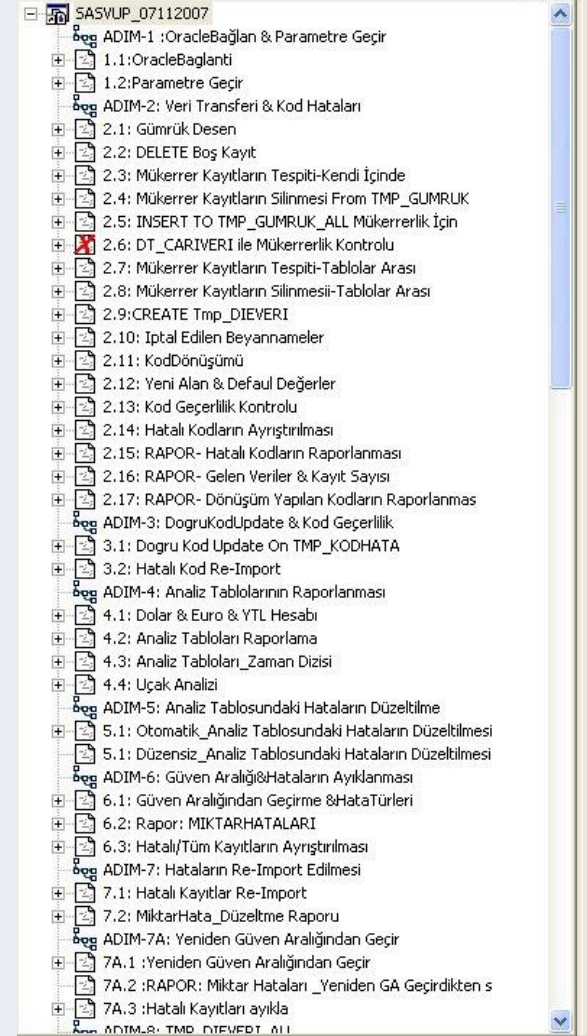 SASVUP_07112007
ADIM-1 :OracleBağlan & Parametre Geçir
1.1:OracleBaglanti
1.2:Parametre Geçir
ADIM-2: Veri Transferi & Kod Hataları
2.1: Gümrük Desen
2.2: DELETE Boş Kayıt
2.3: Mükerrer Kayıtların Tespiti-Kendi İçinde
2.4: Mükerrer Kayıtların Silinmesi From TMP_GUMRUK
2.5: INSERT TO TMP_GUMRUK_ALL Mükerrerlik İçin
2.6: DT_CARIVERI ile Mükerrerlik Kontrolu
2.7: Mükerrer Kayıtların Tespiti-Tablolar Arası
2.8: Mükerrer Kayıtların Silinmesii-Tablolar Arası
2.9:CREATE Tmp_DIEVERI
2.10: Iptal Edilen Beyannameler
2.11: KodDönüşümü
2.12: Yeni Alan & Defaul Değerler
2.13: Kod Geçerlilik Kontrolu
2.14: Hatalı Kodların Ayrıştırılması
2.15: RAPOR- Hatalı Kodların Raporlanması
2.16: RAPOR- Gelen Veriler & Kayıt Sayısı
2.17: RAPOR- Dönüşüm Yapılan Kodların Raporlanmas
ADIM-3: DogruKodUpdate & Kod Geçerlilik
3.1: Dogru Kod Update On TMP_KODHATA
3.2: Hatalı Kod Re-Import
ADIM-4: Analiz Tablolarının Raporlanması
4.1: Dolar & Euro & YTL Hesabı
4.2: Analiz Tabloları Raporlama
4.3: Analiz Tabloları_Zaman Dizisi
4.4: Uçak Analizi
ADIM-5: Analiz Tablosundaki Hataların Düzeltilme
5.1: Otomatik_Analiz Tablosundaki Hataların Düzeltilmesi
5.1: Düzensiz_Analiz Tablosundaki Hataların Düzeltilmesi
ADIM-6: Güven Aralığı&Hataların Ayıklanması
6.1: Güven Aralığından Geçirme &HataTürleri
6.2: Rapor: MIKTARHATALARI
6.3: Hatalı/Tüm Kayıtların Ayrıştırılması
ADIM-7: Hataların Re-Import Edilmesi
7.1: Hatalı Kayıtlar Re-Import
7.2: MiktarHata_Düzeltme Raporu
ADIM-7A: Yeniden Güven Aralığından Geçir
7A.1 :Yeniden Güven Aralığından Geçir
7A.2 :RAPOR: Miktar Hataları _Yeniden GA Geçirdikten s
7A.3 :Hatalı Kayıtları ayıkla
ADIM-8: TMP_DIEVERI_ALL